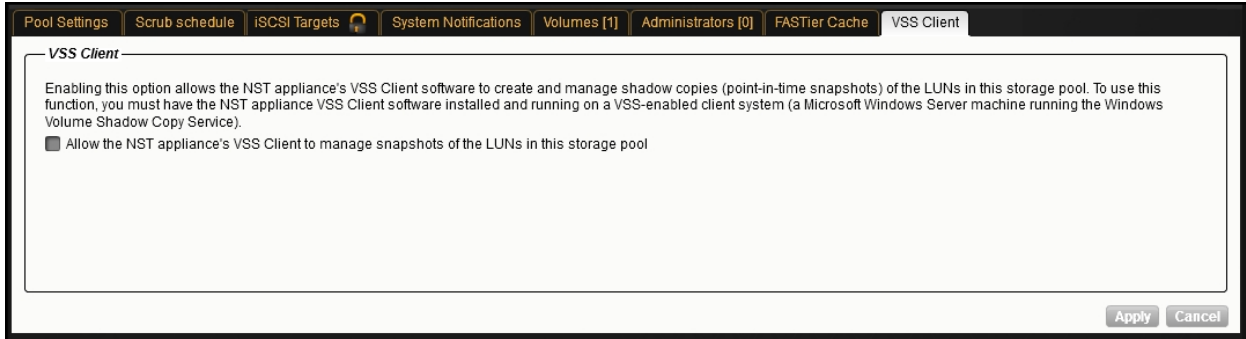 Pool Settings Scrub schedule iSCSI Targets System Notifications Volumes [1] Administrators [0] FASTier Cache VSS Client
VSS Client
Enabling this option allows the NST appliance's VSS Client software to create and manage shadow copies (point-in-time snapshots) of the LUNs in this storage pool. To use this
function, you must have the NST appliance VSS Client software installed and running on a VSS-enabled client system (a Microsoft Windows Server machine running the Windows
Volume Shadow Copy Service).
Allow the NST appliance's VSS Client to manage snapshots of the LUNs in this storage pool
Apply Cancel